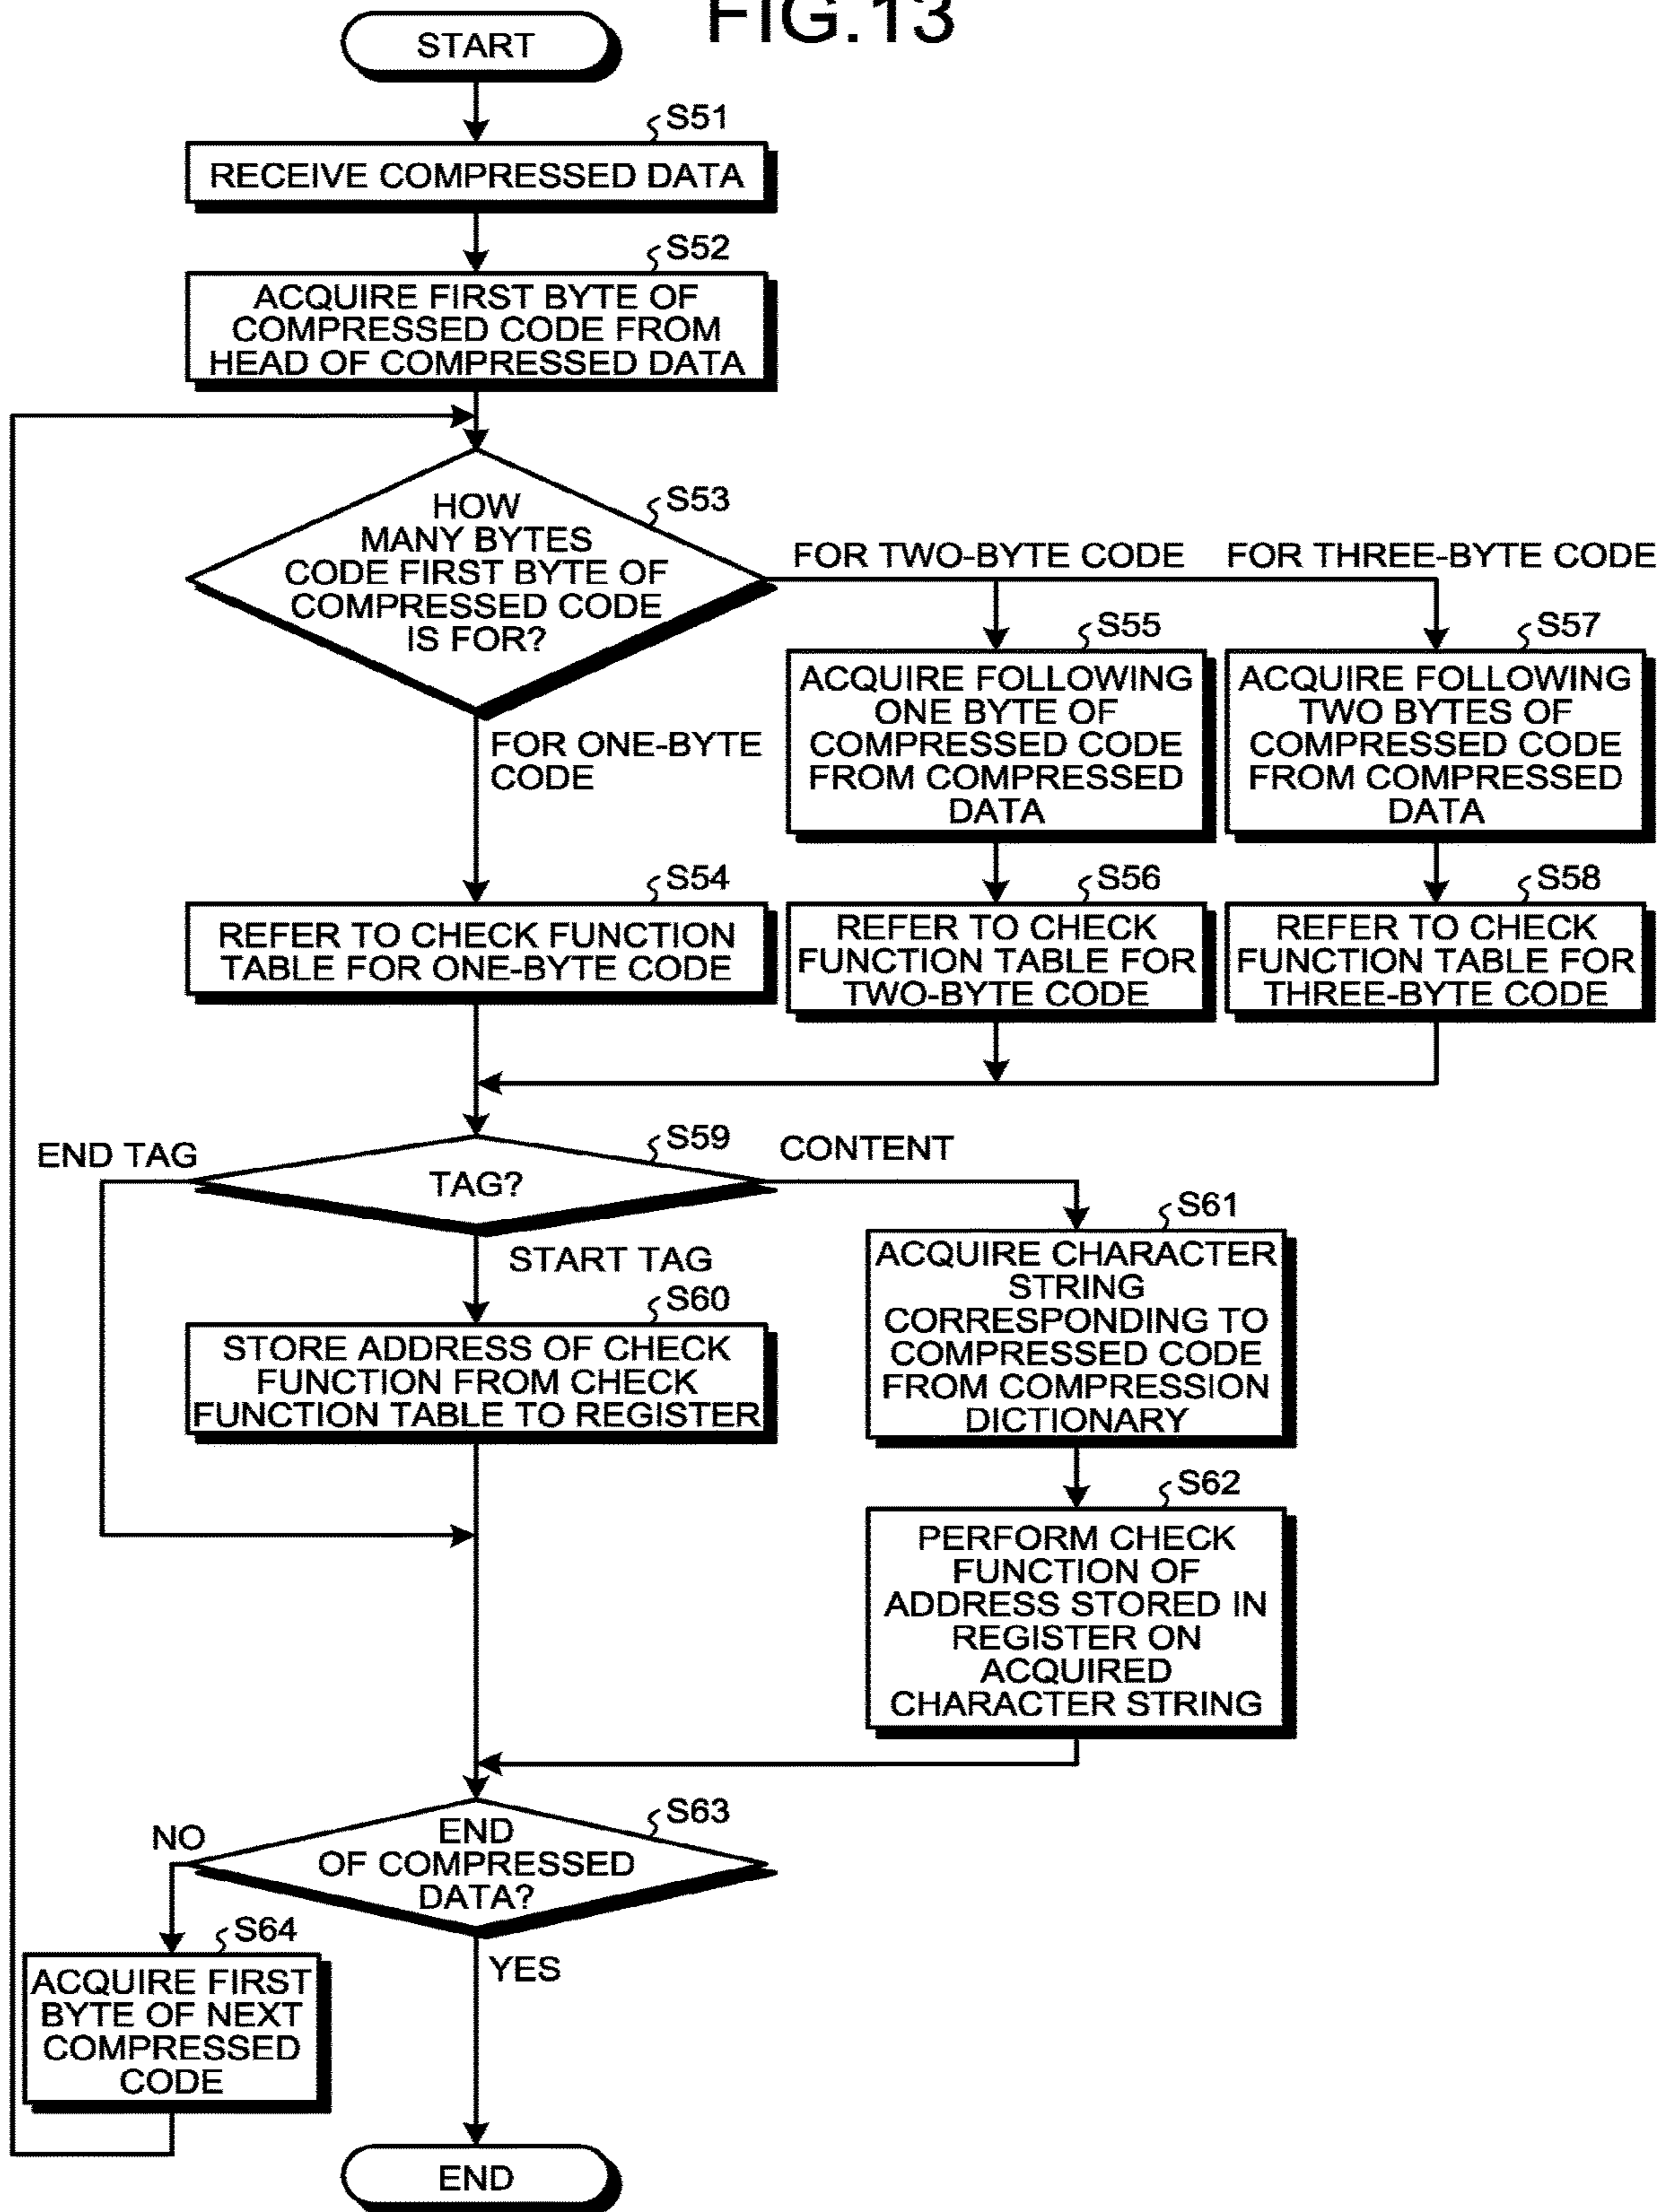 FIG.13
START
S51
RECEIVE COMPRESSED DATA
S52
ACQUIRE FIRST BYTE OF
COMPRESSED CODE FROM
HEAD OF COMPRESSED DATA
S53
HOW
MANY BYTES
CODE FIRST BYTE OF
COMPRESSED CODE
IS FOR?
FOR TWO-BYTE CODE
FOR THREE-BYTE CODE
FOR ONE-BYTE
CODE
S55
ACQUIRE FOLLOWING
ONE BYTE OF
COMPRESSED CODE
FROM COMPRESSED
DATA
S57
ACQUIRE FOLLOWING
TWO BYTES OF
COMPRESSED CODE
FROM COMPRESSED
DATA
S54
REFER TO CHECK FUNCTION
TABLE FOR ONE-BYTE CODE
S56
REFER TO CHECK
FUNCTION TABLE FOR
TWO-BYTE CODE
S58
REFER TO CHECK
FUNCTION TABLE FOR
THREE-BYTE CODE
S59
TAG?
END TAG
CONTENT
START TAG
S60
STORE ADDRESS OF CHECK
FUNCTION FROM CHECK
FUNCTION TABLE TO REGISTER
S61
ACQUIRE CHARACTER
STRING
CORRESPONDING TO
COMPRESSED CODE
FROM COMPRESSION
DICTIONARY
S62
PERFORM CHECK
FUNCTION OF
ADDRESS STORED IN
REGISTER ON
ACQUIRED
CHARACTER STRING
S63
END
OF COMPRESSED
DATA?
NO
YES
S64
ACQUIRE FIRST
BYTE OF NEXT
COMPRESSED
CODE
END